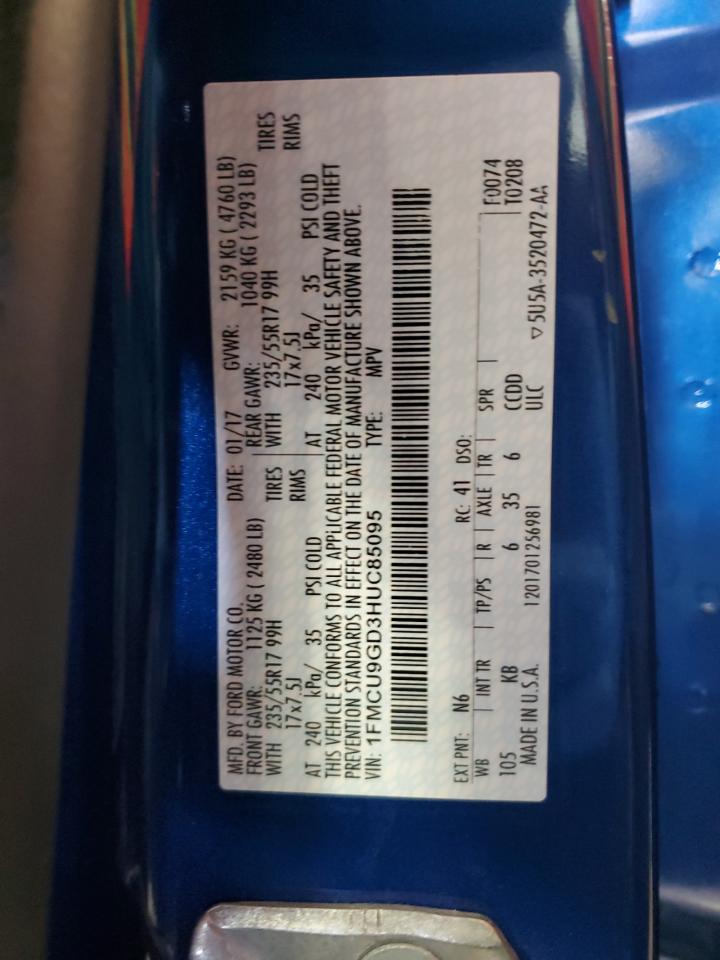 MFD. BY FORD MOTOR CO. DATE: 01/17 GVWR: 2159 KG ( 4760 LB)
FRONT GAWR: 1125 KG ( 2480 LB) REAR GAWR: 1040 KG ( 2293 LB)
WITH 235/55R17 99H TIRES WITH 235/55R17 99H TIRES
17x7.5J RIMS 17x7.5J RIMS
AT 240 kPa/ 35 PSI COLD AT 240 kPa/ 35 PSI COLD
THIS VEHICLE CONFORMS TO ALL APPLICABLE FEDERAL MOTOR VEHICLE SAFETY AND THEFT
PREVENTION STANDARDS IN EFFECT ON THE DATE OF MANUFACTURE SHOWN ABOVE.
VIN: 1FMCU9GD3HUC85095 TYPE: MPV
EXT PNT: N6 RC: 41 DSO:
WB INT TR TP/PS R AXLE TR SPR F0074
105 KB 6 35 6 CCDD T0208
MADE IN U.S.A. 12017012569​81 ULC ▽ 5U5A-3520472-AA